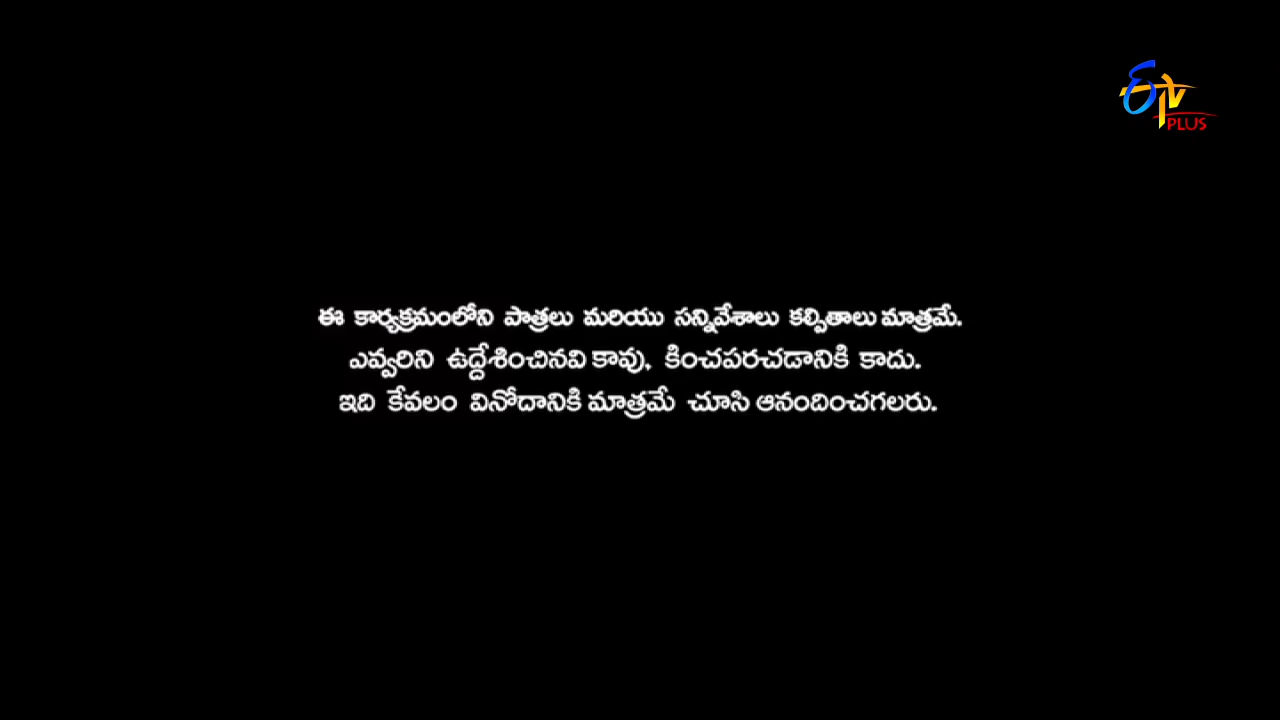 ETV
PLUS
ఈ కార్యక్రమంలోని పాత్రలు మరియు సన్నివేశాలు కల్పితాలు మాత్రమే.
ఎవ్వరిని ఉద్దేశించినవి కావు. కించపరచడానికి కాదు.
ఇది కేవలం వినోదానికి మాత్రమే చూసి ఆనందించగలరు.